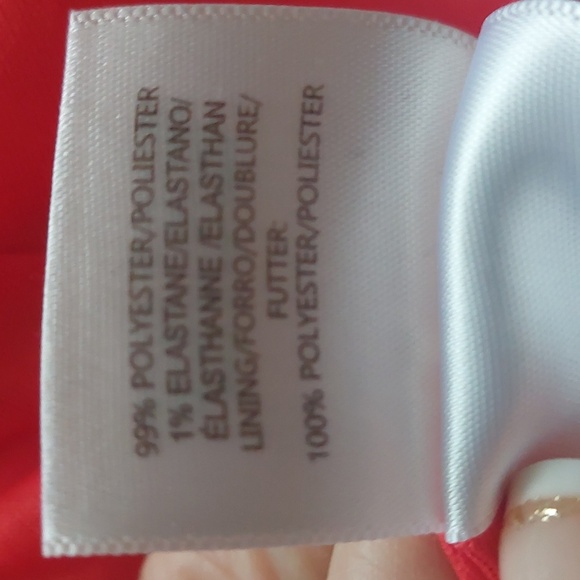 99% POLYESTER/POLIESTER
1% ELASTANE/ELASTANO/
ÉLASTHANNE /ELASTHAN
LINING/FORRO/DOUBLURE/
FUTTER:
100% POLYESTER/POLIESTER